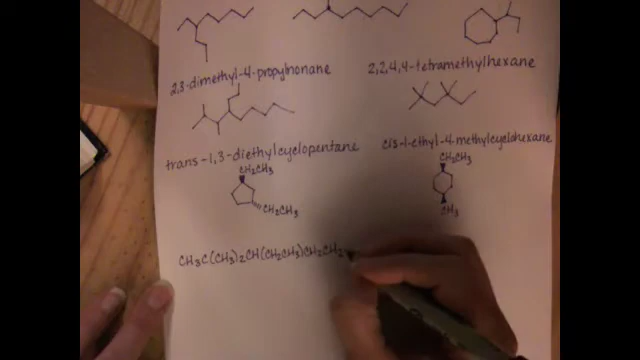 2,3-dimethyl-4-propylnonane
2,2,4,4-tetramethylhexane
trans-1,3-diethylcyclopentane
CH2CH3
CH2CH3
cis-1-ethyl-4-methylcyclohexane
CH2CH3
CH3
CH3C(CH3)2CH(CH2CH3)CH2CH2